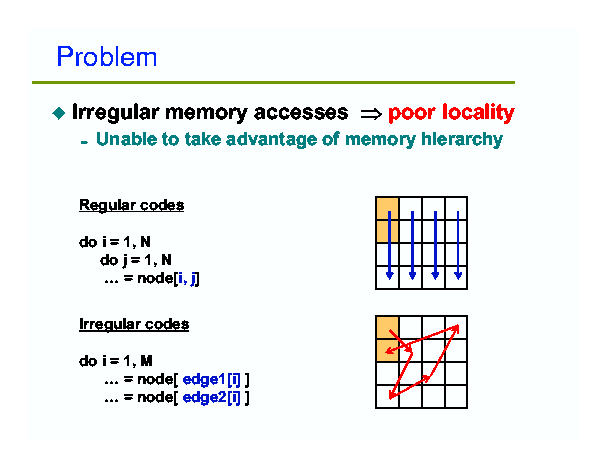 Problem
Irregular memory accesses ⇒ poor locality
- Unable to take advantage of memory hierarchy
Regular codes
do i = 1, N
do j = 1, N
… = node[i, j]
Irregular codes
do i = 1, M
… = node[ edge1[i] ]
… = node[ edge2[i] ]